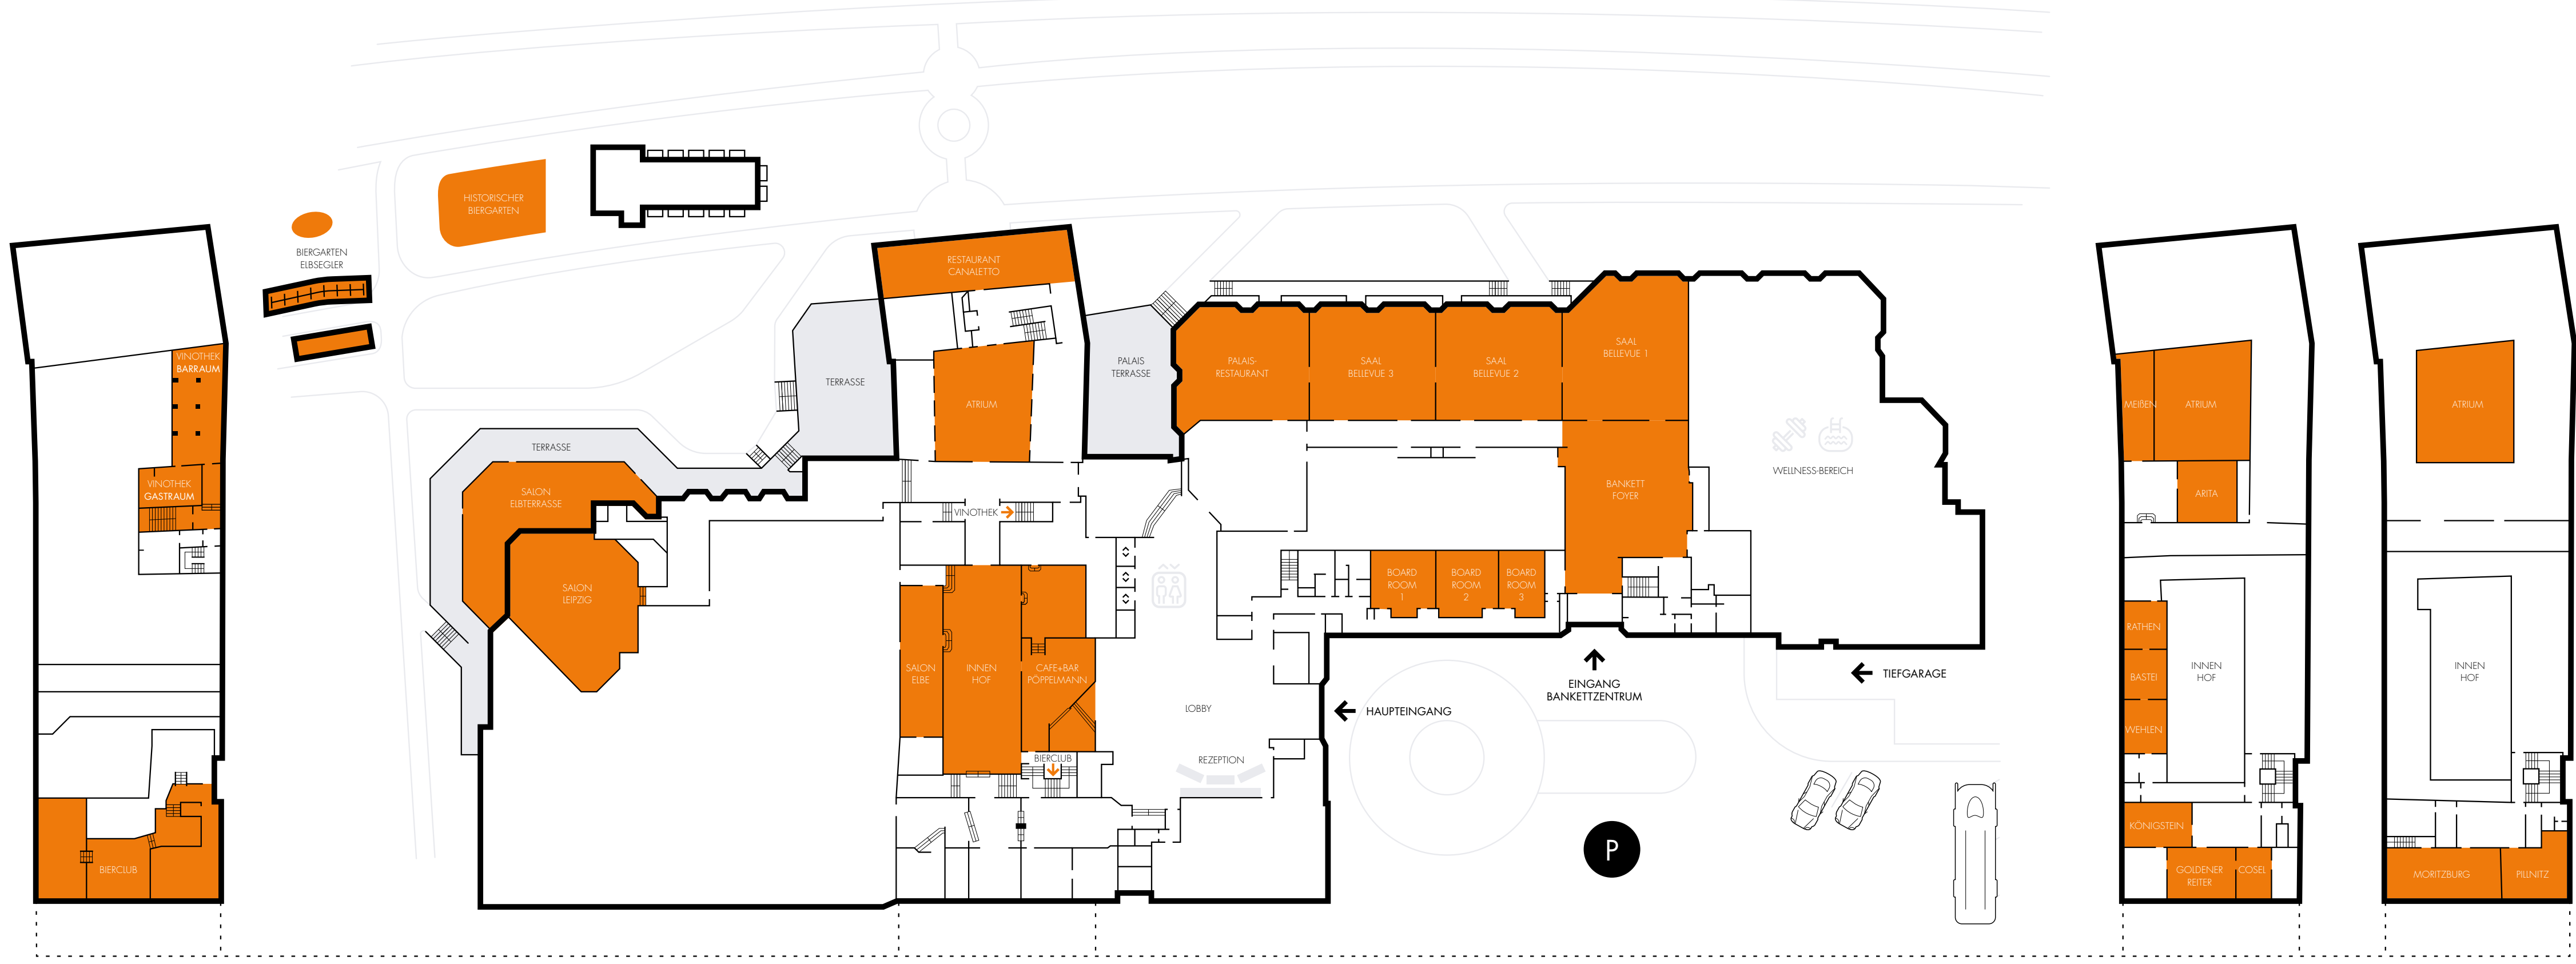 VINOTHEK
BARRAUM
VINOTHEK
GASTRAUM
BIERCLUB
BIERGARTEN
ELBSEGLER
HISTORISCHER
BIERGARTEN
TERRASSE
SALON
ELBTERRASSE
SALON
LEIPZIG
TERRASSE
RESTAURANT
CANALETTO
ATRIUM
VINOTHEK
SALON
ELBE
INNEN
HOF
CAFE+BAR
PÖPPELMANN
BIERCLUB
PALAIS
TERRASSE
LOBBY
REZEPTION
PALAIS-
RESTAURANT
SAAL
BELLEVUE 3
SAAL
BELLEVUE 2
SAAL
BELLEVUE 1
BANKETT
FOYER
BOARD
ROOM
1
BOARD
ROOM
2
BOARD
ROOM
3
WELLNESS-BEREICH
HAUPTEINGANG
EINGANG
BANKETTZENTRUM
TIEFGARAGE
P
MEIßEN
ATRIUM
ARITA
RATHEN
BASTEI
WEHLEN
INNEN
HOF
KÖNIGSTEIN
GOLDENER
REITER
COSEL
ATRIUM
INNEN
HOF
MORITZBURG
PILLNITZ